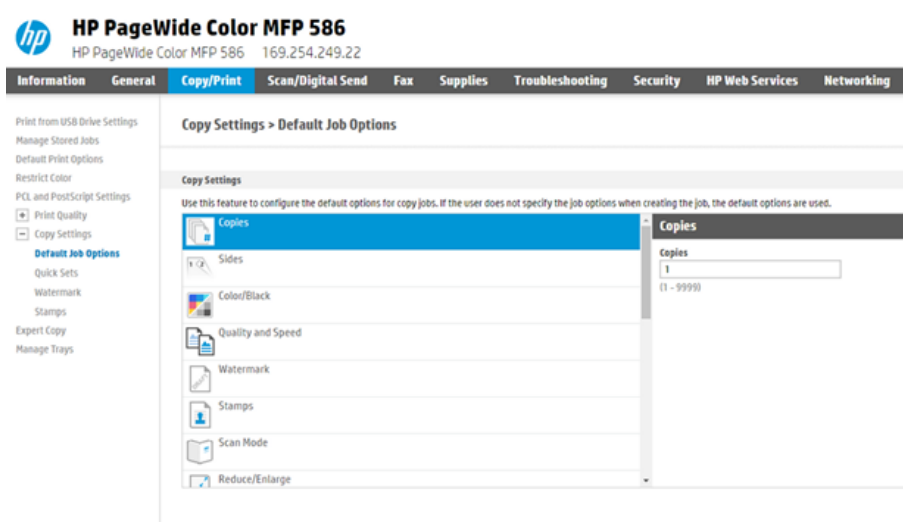 hp
HP PageWide Color MFP 586
HP PageWide Color MFP 586 169.254.249.22
Information General Copy/Print Scan/Digital Send Fax Supplies Troubleshooting Security HP Web Services Networking
Print from USB Drive Settings
Manage Stored Jobs
Default Print Options
Restrict Color
PCL and PostScript Settings
Print Quality
Copy Settings
Default Job Options
Quick Sets
Watermark
Stamps
Expert Copy
Manage Trays
Copy Settings > Default Job Options
Copy Settings
Use this feature to configure the default options for copy jobs. If the user does not specify the job options when creating the job, the default options are used.
Copies
Sides
Color/Black
Quality and Speed
Watermark
Stamps
Scan Mode
Reduce/Enlarge
Copies
Copies
1
(1 - 9999)